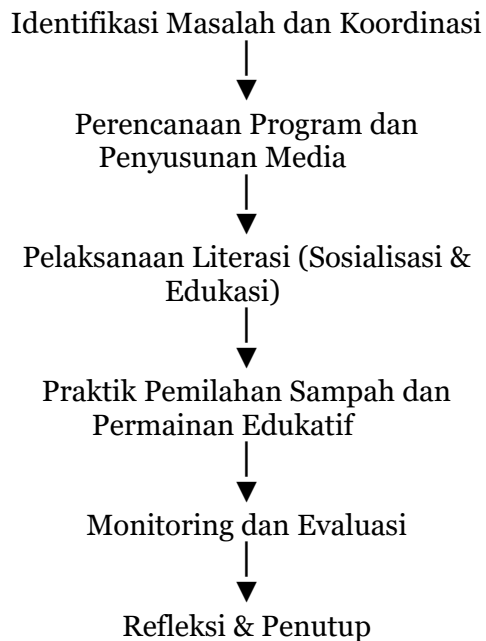 Identifikasi Masalah dan Koordinasi
Perencanaan Program dan
Penyusunan Media
Pelaksanaan Literasi (Sosialisasi &
Edukasi)
Praktik Pemilahan Sampah dan
Permainan Edukatif
Monitoring dan Evaluasi
Refleksi & Penutup